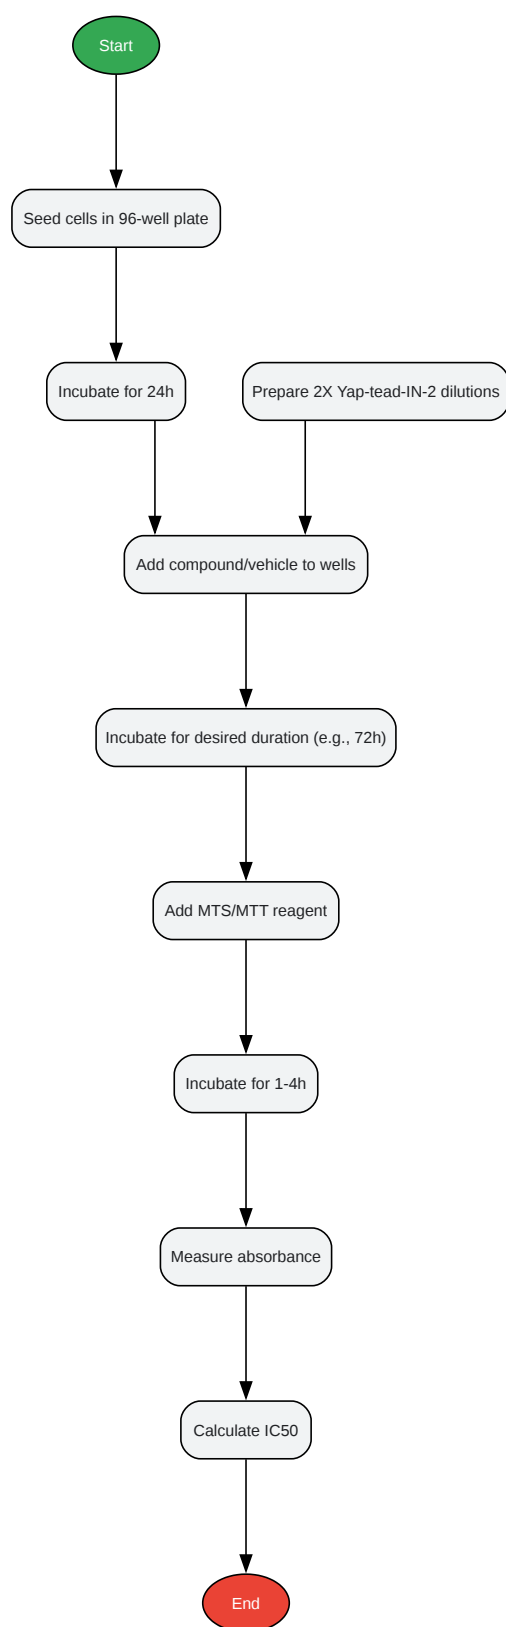 Start
Seed cells in 96-well plate
Incubate for 24h
Prepare 2X Yap-tead-IN-2 dilutions
Add compound/vehicle to wells
Incubate for desired duration (e.g., 72h)
Add MTS/MTT reagent
Incubate for 1-4h
Measure absorbance
Calculate IC50
End